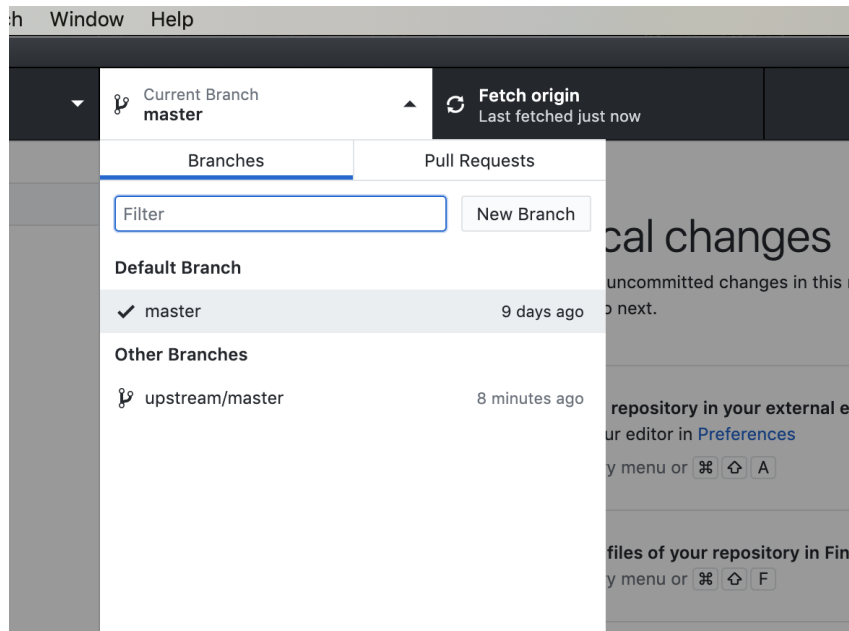 ch Window Help
Current Branch
master
Fetch origin
Last fetched just now
Branches
Pull Requests
Filter
New Branch
Default Branch
master 9 days ago
Other Branches
upstream/master 8 minutes ago
cal changes
uncommitted changes in this
o next.
repository in your external e
ur editor in Preferences
y menu or ⌘ ⇧ A
files of your repository in Fin
y menu or ⌘ ⇧ F